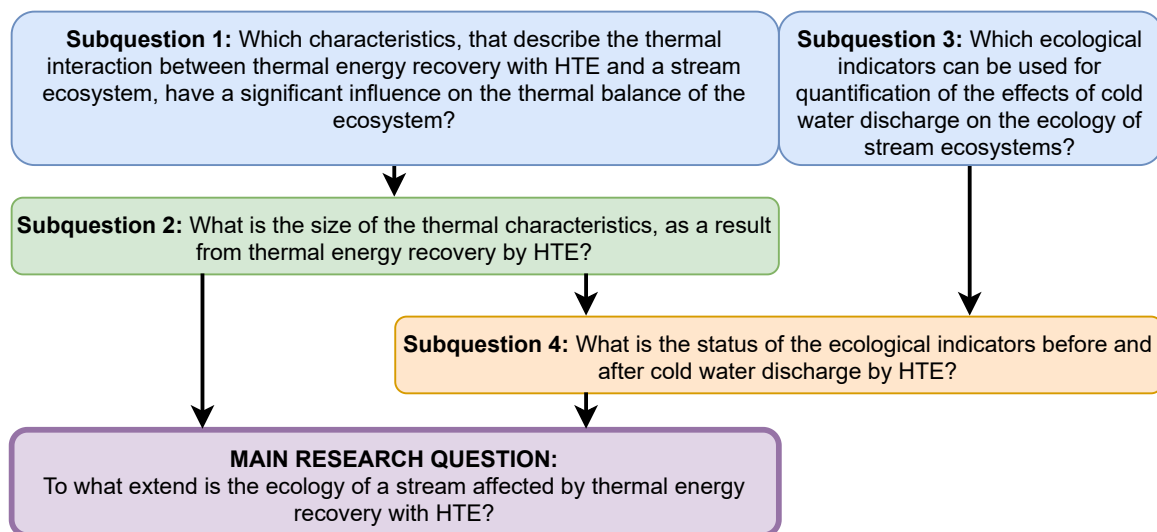 Subquestion 1: Which characteristics, that describe the thermal
interaction between thermal energy recovery with HTE and a stream
ecosystem, have a significant influence on the thermal balance of the
ecosystem?
Subquestion 3: Which ecological
indicators can be used for
quantification of the effects of cold
water discharge on the ecology of
stream ecosystems?
Subquestion 2: What is the size of the thermal characteristics, as a result
from thermal energy recovery by HTE?
Subquestion 4: What is the status of the ecological indicators before and
after cold water discharge by HTE?
MAIN RESEARCH QUESTION:
To what extend is the ecology of a stream affected by thermal energy
recovery with HTE?